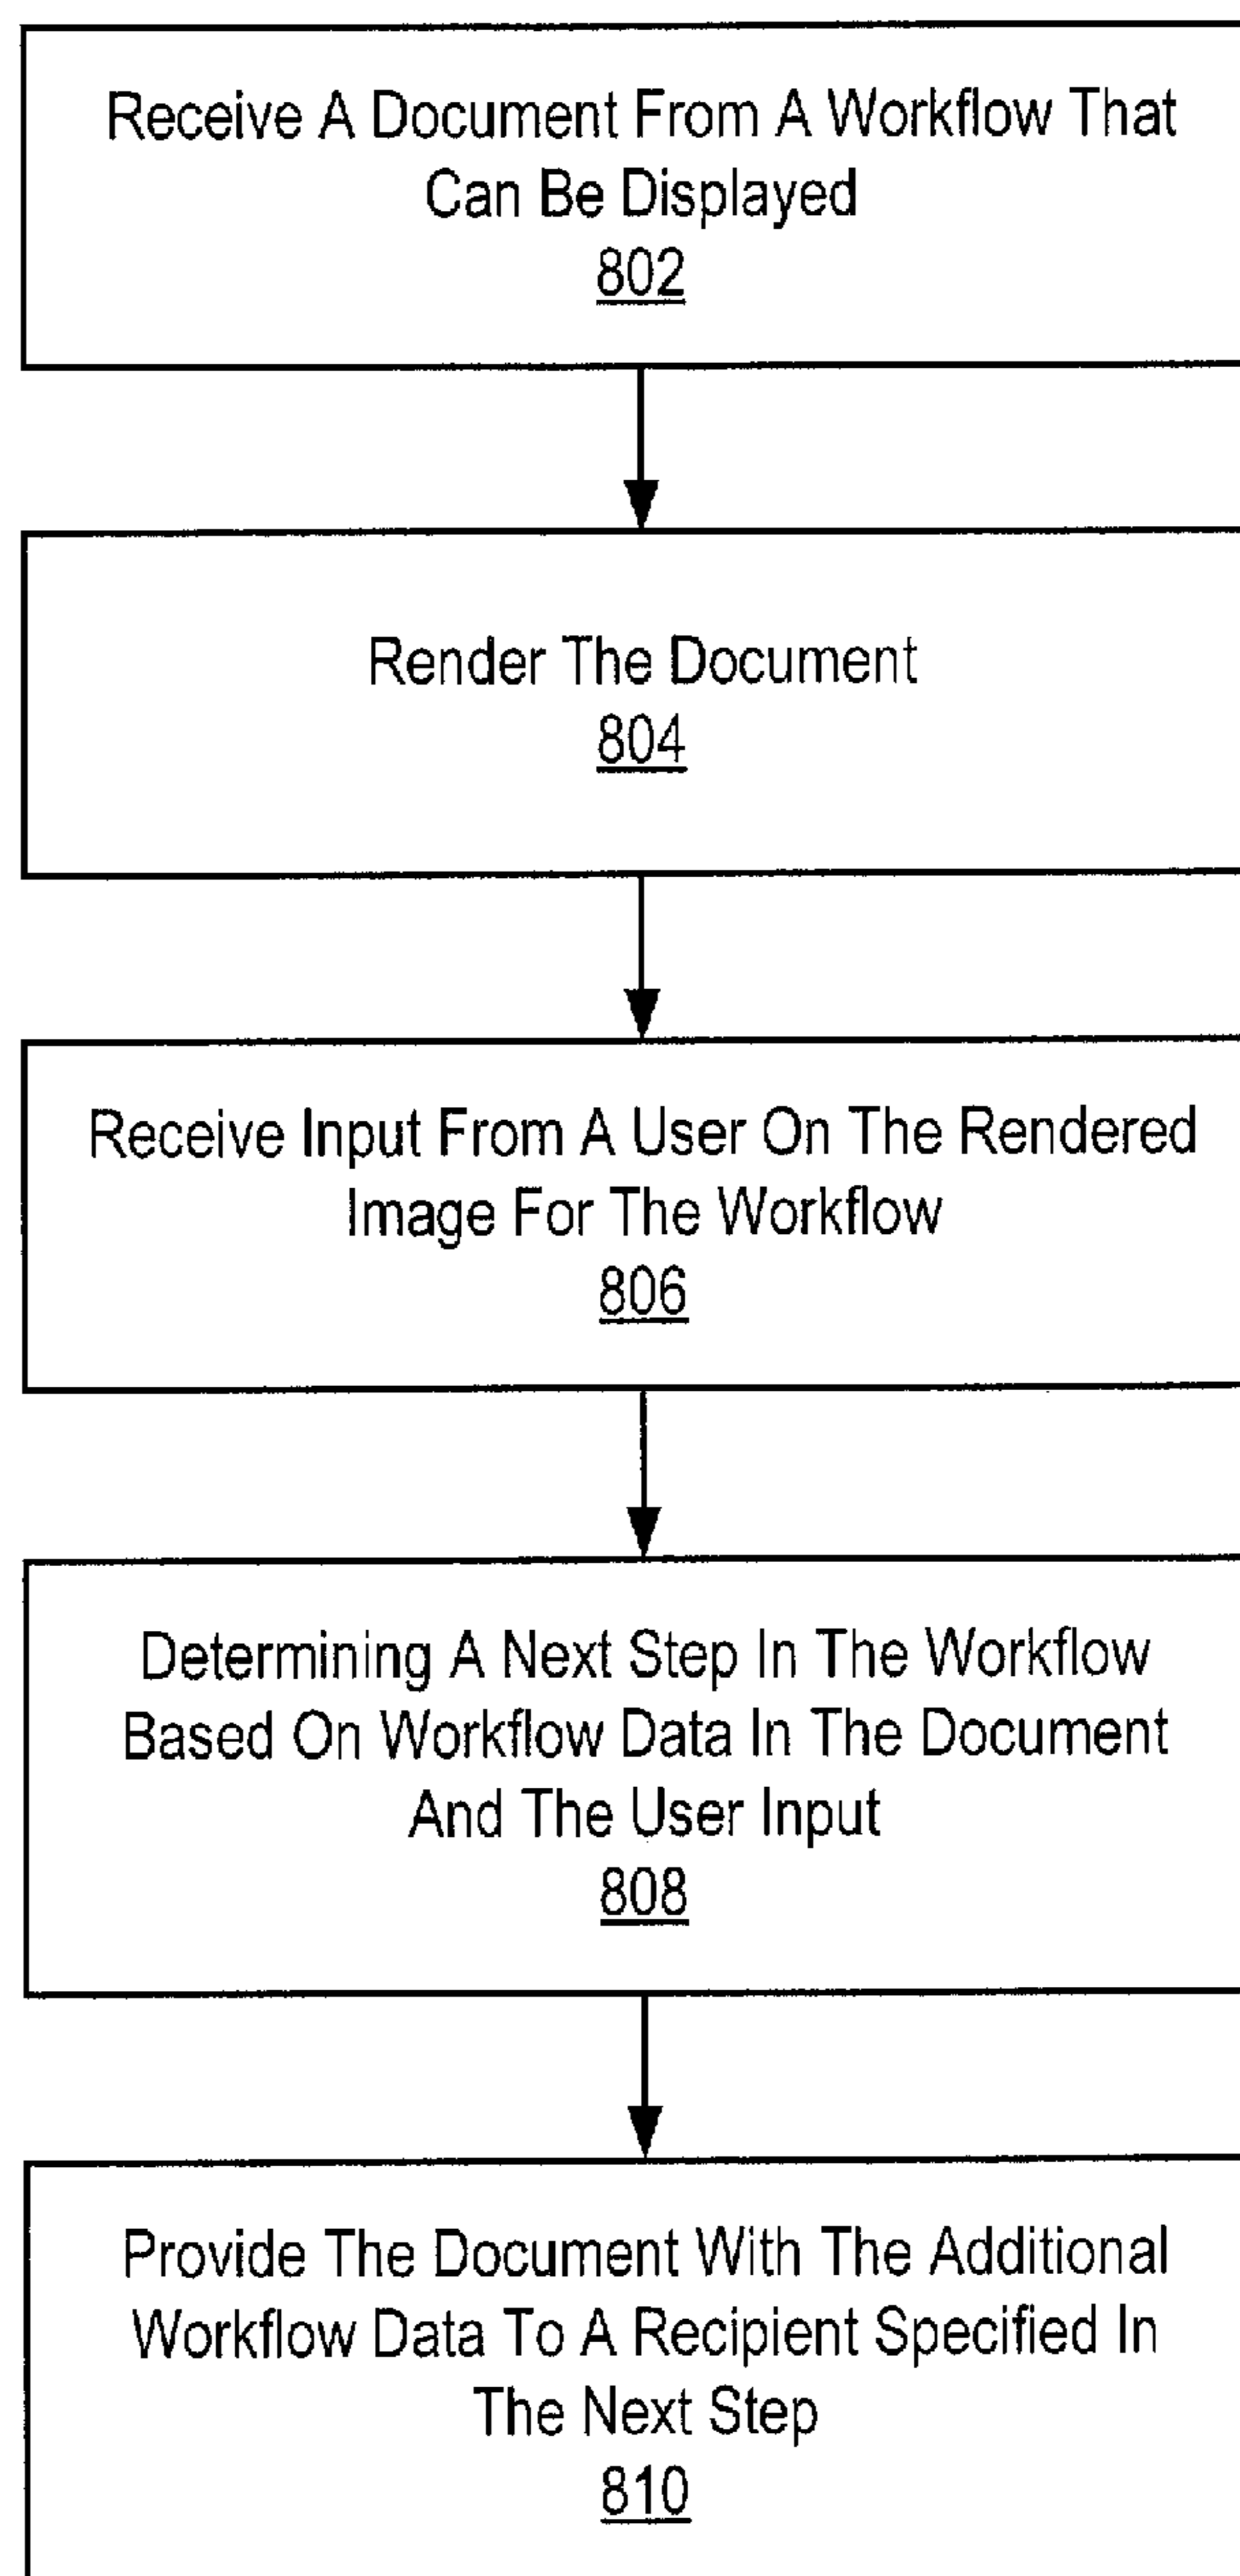 Receive A Document From A Workflow That
Can Be Displayed
802
Render The Document
804
Receive Input From A User On The Rendered
Image For The Workflow
806
Determining A Next Step In The Workflow
Based On Workflow Data In The Document
And The User Input
808
Provide The Document With The Additional
Workflow Data To A Recipient Specified In
The Next Step
810